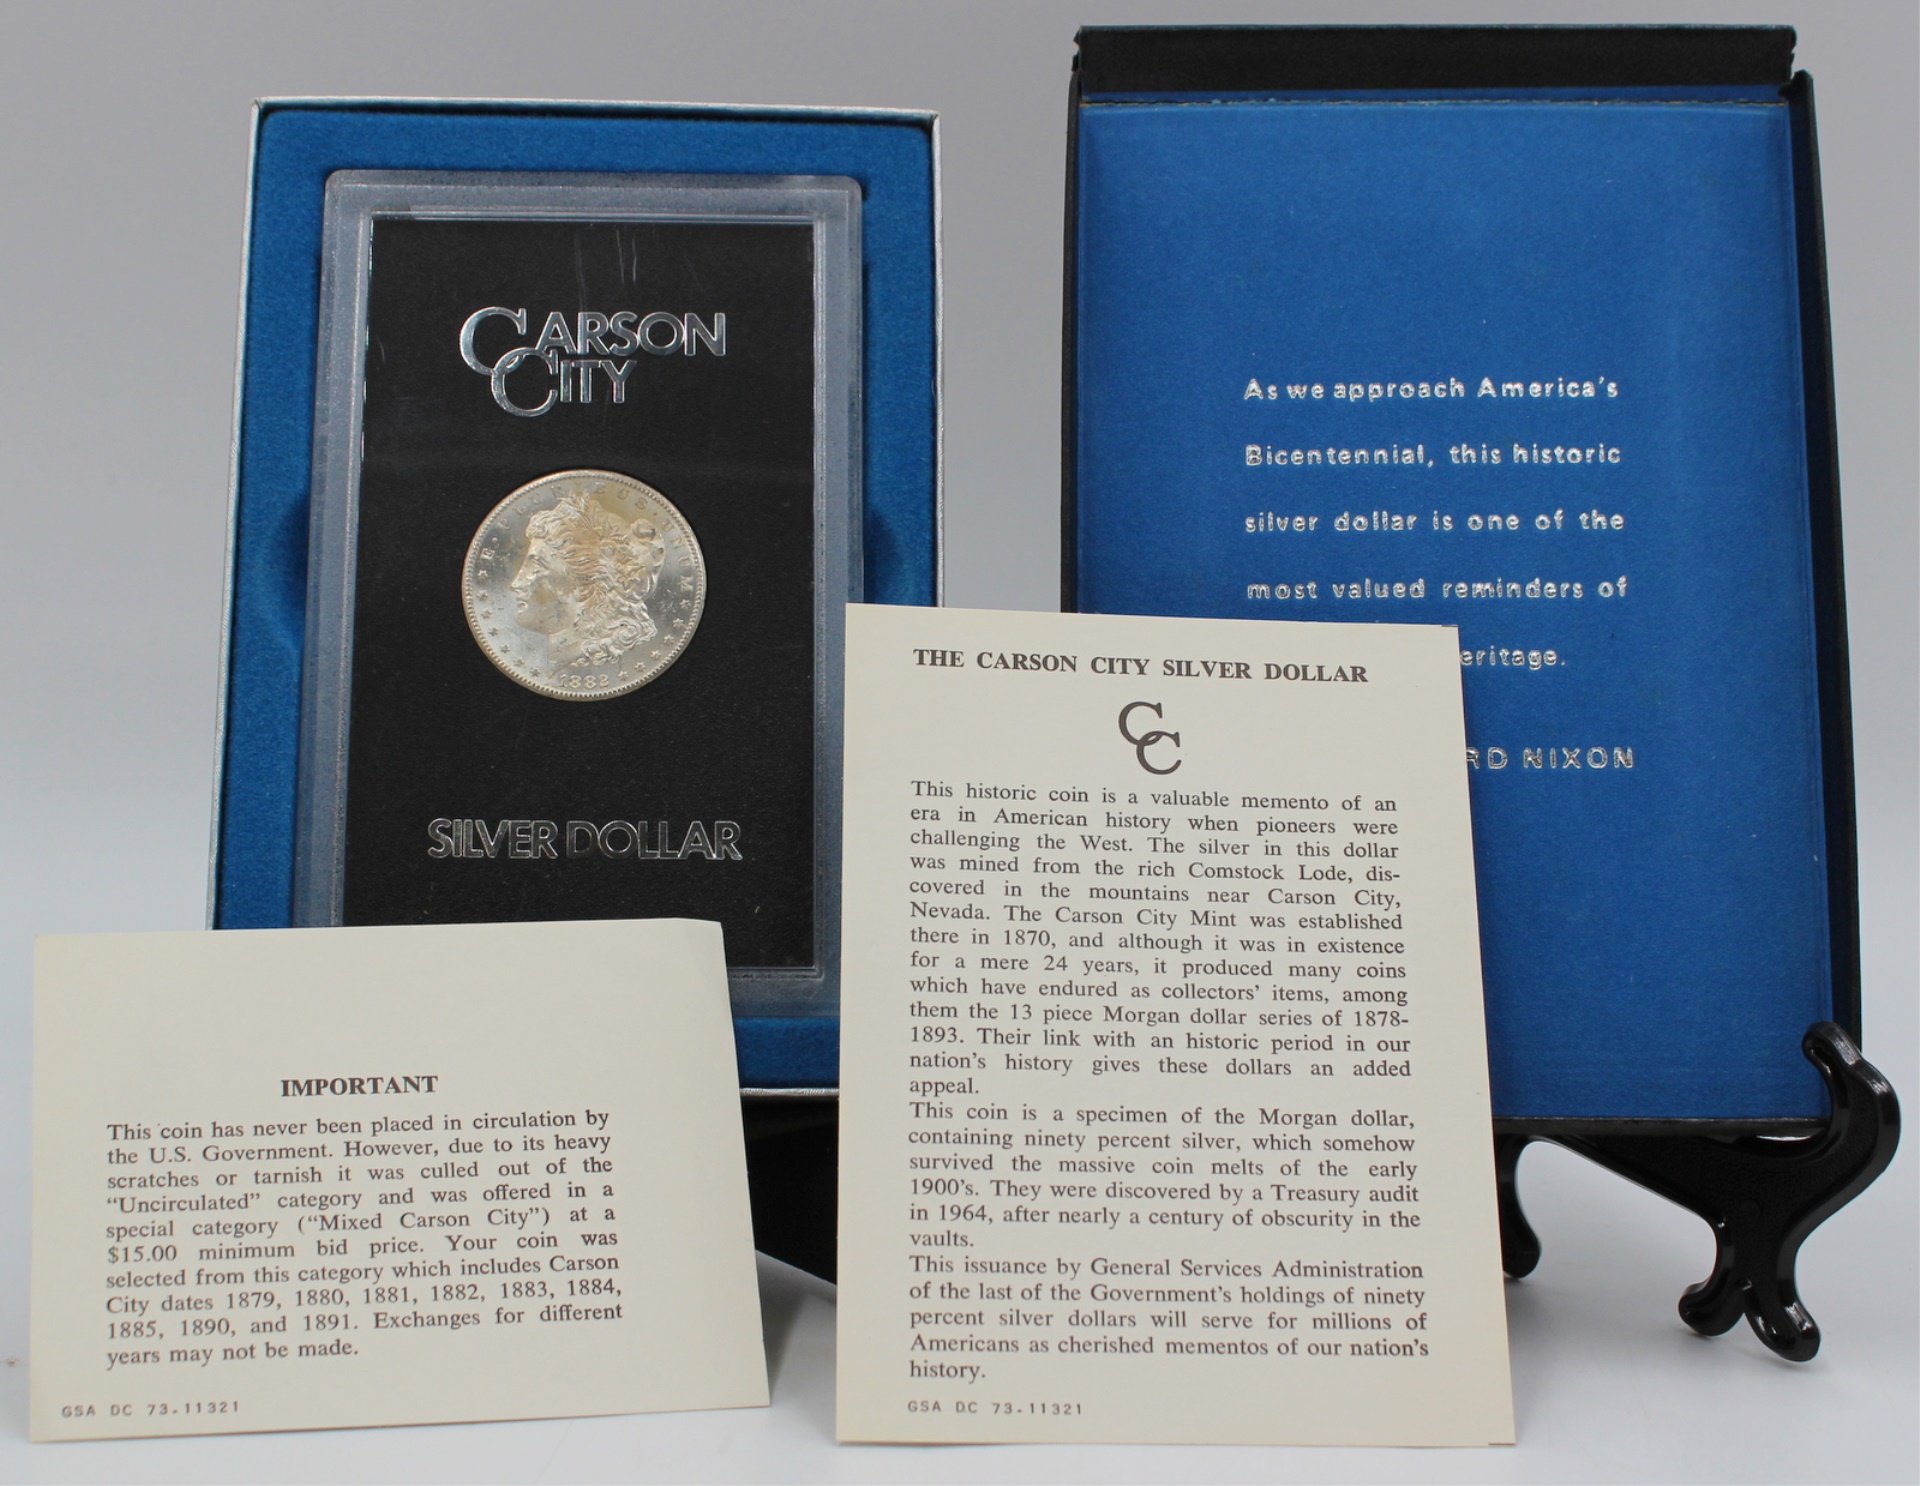 CARSON
CITY
E·PLURIBUS·UNUM
1882
SILVER DOLLAR
As we approach America's
Bicentennial, this historic
silver dollar is one of the
most valued reminders of
eritage.
RD NIXON
THE CARSON CITY SILVER DOLLAR
CC
This historic coin is a valuable memento of an
era in American history when pioneers were
challenging the West. The silver in this dollar
was mined from the rich Comstock Lode, dis-
covered in the mountains near Carson City,
Nevada. The Carson City Mint was established
there in 1870, and although it was in existence
for a mere 24 years, it produced many coins
which have endured as collectors' items, among
them the 13 piece Morgan dollar series of 1878-
1893. Their link with an historic period in our
nation's history gives these dollars an added
appeal.
This coin is a specimen of the Morgan dollar,
containing ninety percent silver, which somehow
survived the massive coin melts of the early
1900's. They were discovered by a Treasury audit
in 1964, after nearly a century of obscurity in the
vaults.
This issuance by General Services Administration
of the last of the Government's holdings of ninety
percent silver dollars will serve for millions of
Americans as cherished mementos of our nation's
history.
GSA DC 73-11321
IMPORTANT
This coin has never been placed in circulation by
the U.S. Government. However, due to its heavy
scratches or tarnish it was culled out of the
"Uncirculated" category and was offered in a
special category ("Mixed Carson City") at a
$15.00 minimum bid price. Your coin was
selected from this category which includes Carson
City dates 1879, 1880, 1881, 1882, 1883, 1884,
1885, 1890, and 1891. Exchanges for different
years may not be made.
GSA DC 73-11321